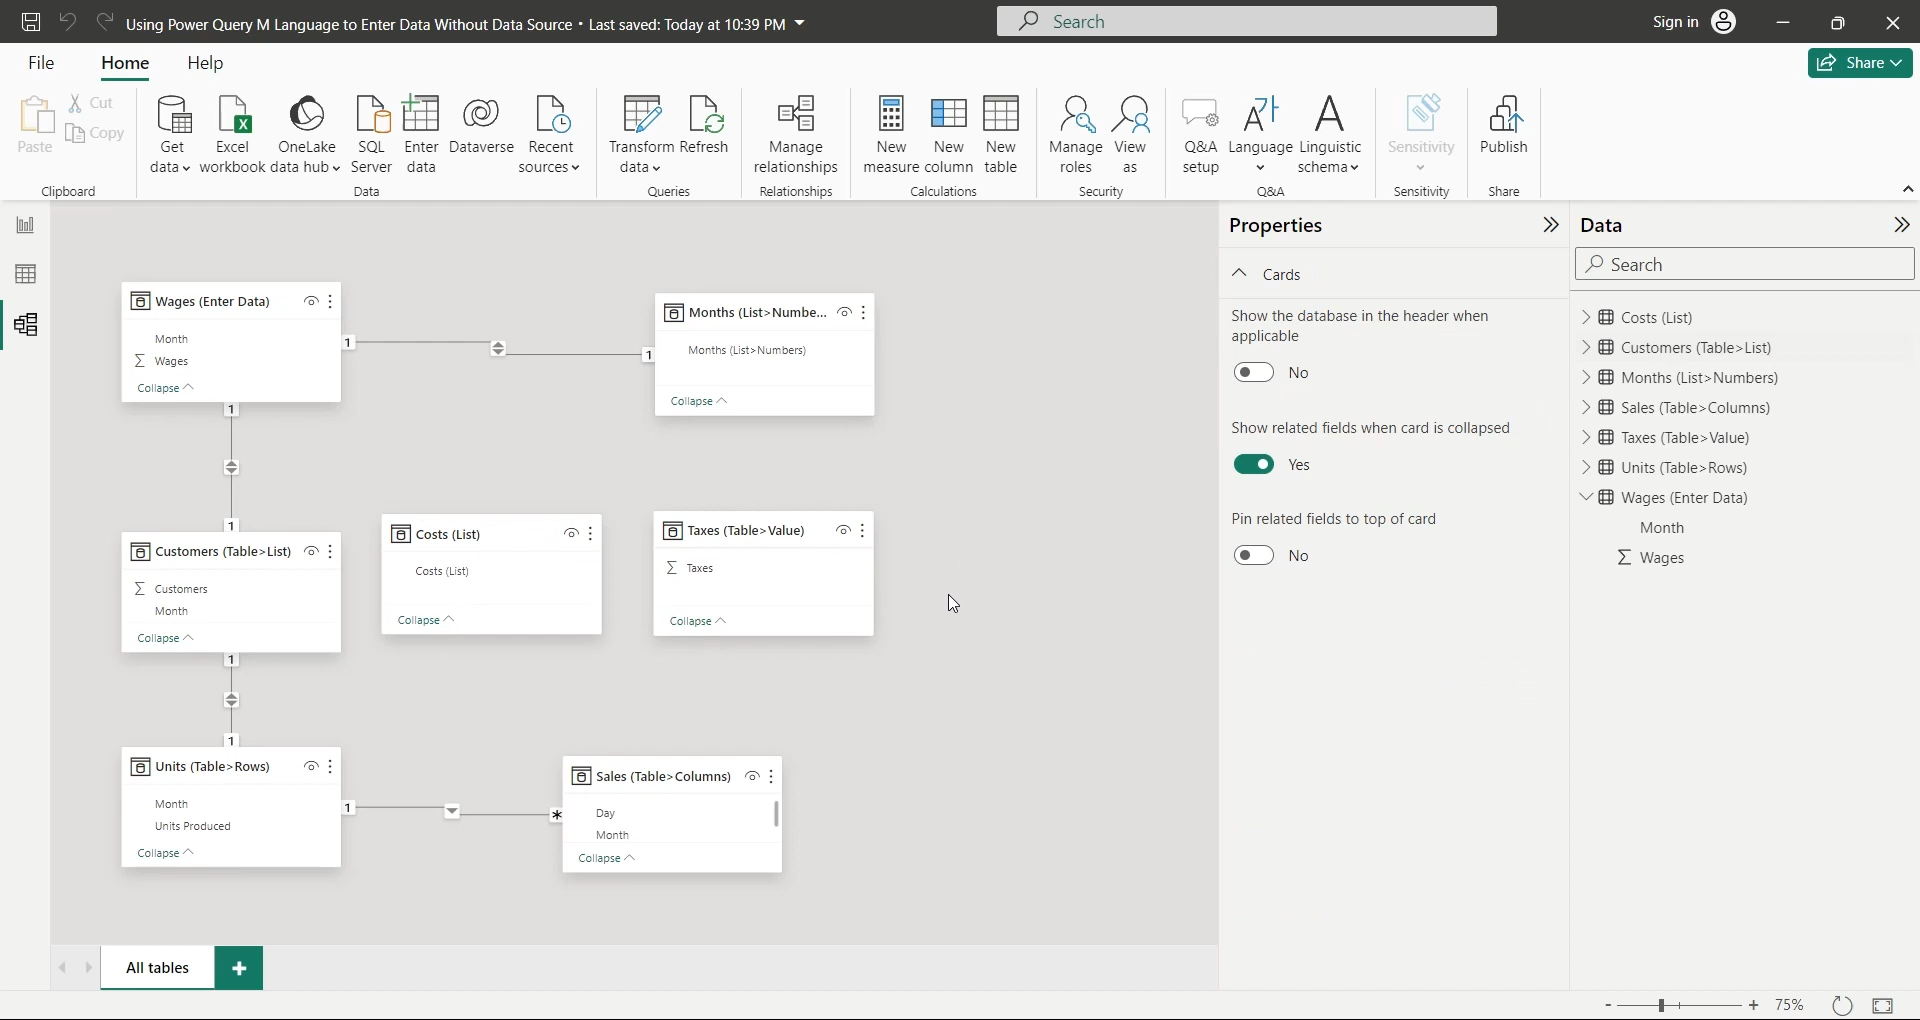 Using Power Query M Language to Enter Data Without Data Source • Last saved: Today at 10:39 PM
Search
Sign in
File
Home
Help
Share
Paste
Cut
Copy
Clipboard
Get data
Excel workbook
OneLake data hub
SQL Server
Enter data
Dataverse
Recent sources
Data
Transform data
Refresh
Queries
Manage relationships
Relationships
New measure
New column
New table
Calculations
Manage roles
View as
Security
Q&A setup
Language
Linguistic schema
Q&A
Sensitivity
Sensitivity
Publish
Share
Wages (Enter Data)
Month
Σ Wages
Collapse
1
1
Months (List>Numbe...
Months (List>Numbers)
Collapse
1
1
Customers (Table>List)
Σ Customers
Month
Collapse
Costs (List)
Costs (List)
Collapse
Taxes (Table>Value)
Σ Taxes
Collapse
1
1
Units (Table>Rows)
Month
Units Produced
Collapse
1
*
Sales (Table>Columns)
Day
Month
Collapse
All tables
+
Properties
Cards
Show the database in the header when
applicable
No
Show related fields when card is collapsed
Yes
Pin related fields to top of card
No
Data
Search
Costs (List)
Customers (Table>List)
Months (List>Numbers)
Sales (Table>Columns)
Taxes (Table>Value)
Units (Table>Rows)
Wages (Enter Data)
Month
Σ Wages
- + 75%